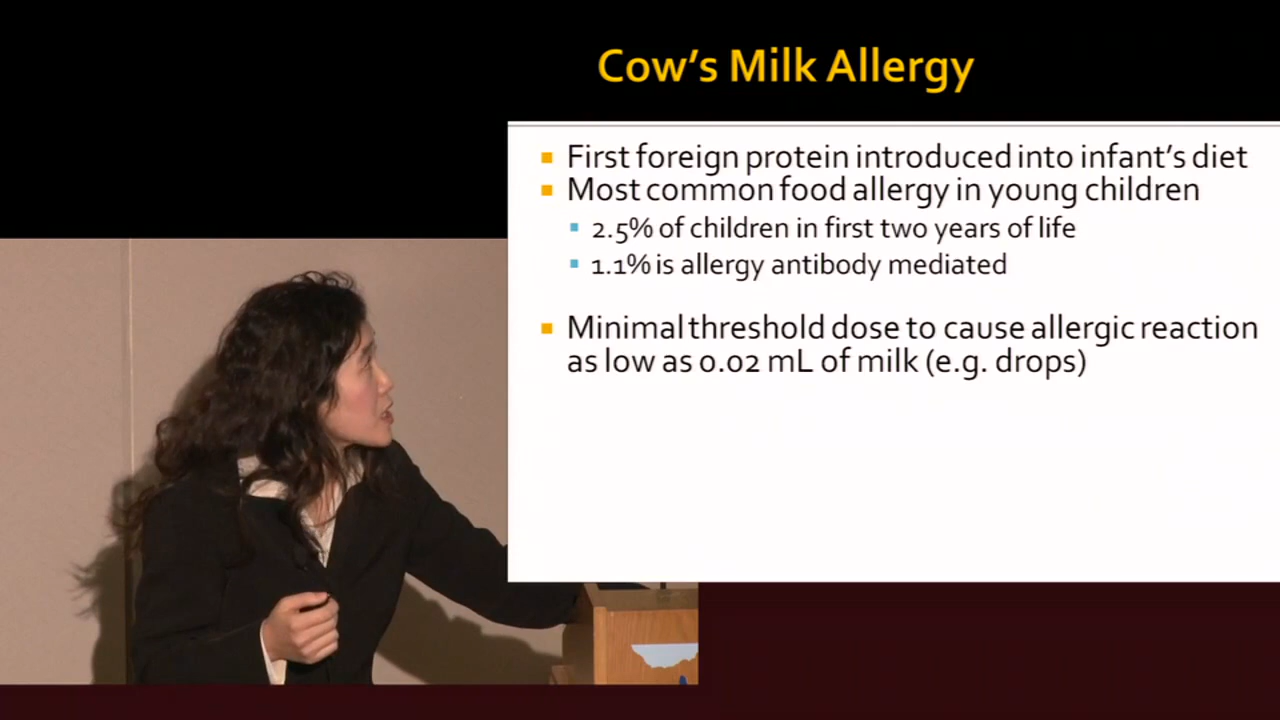 Cow's Milk Allergy
First foreign protein introduced into infant's diet
Most common food allergy in young children
2.5% of children in first two years of life
1.1% is allergy antibody mediated
Minimal threshold dose to cause allergic reaction
as low as 0.02 mL of milk (e.g. drops)